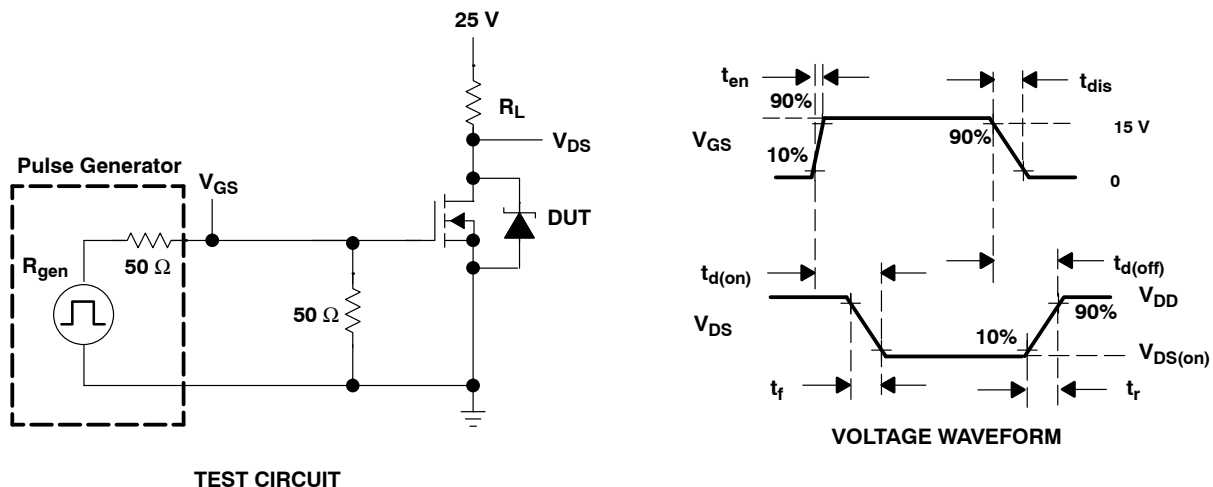 25 V
RL
VDS
Pulse Generator
VGS
DUT
Rgen
50 Ω
50 Ω
TEST CIRCUIT
ten
tdis
90%
VGS
90%
15 V
10%
0
td(on)
td(off)
VDD
VDS
90%
10%
VDS(on)
tf
tr
VOLTAGE WAVEFORM